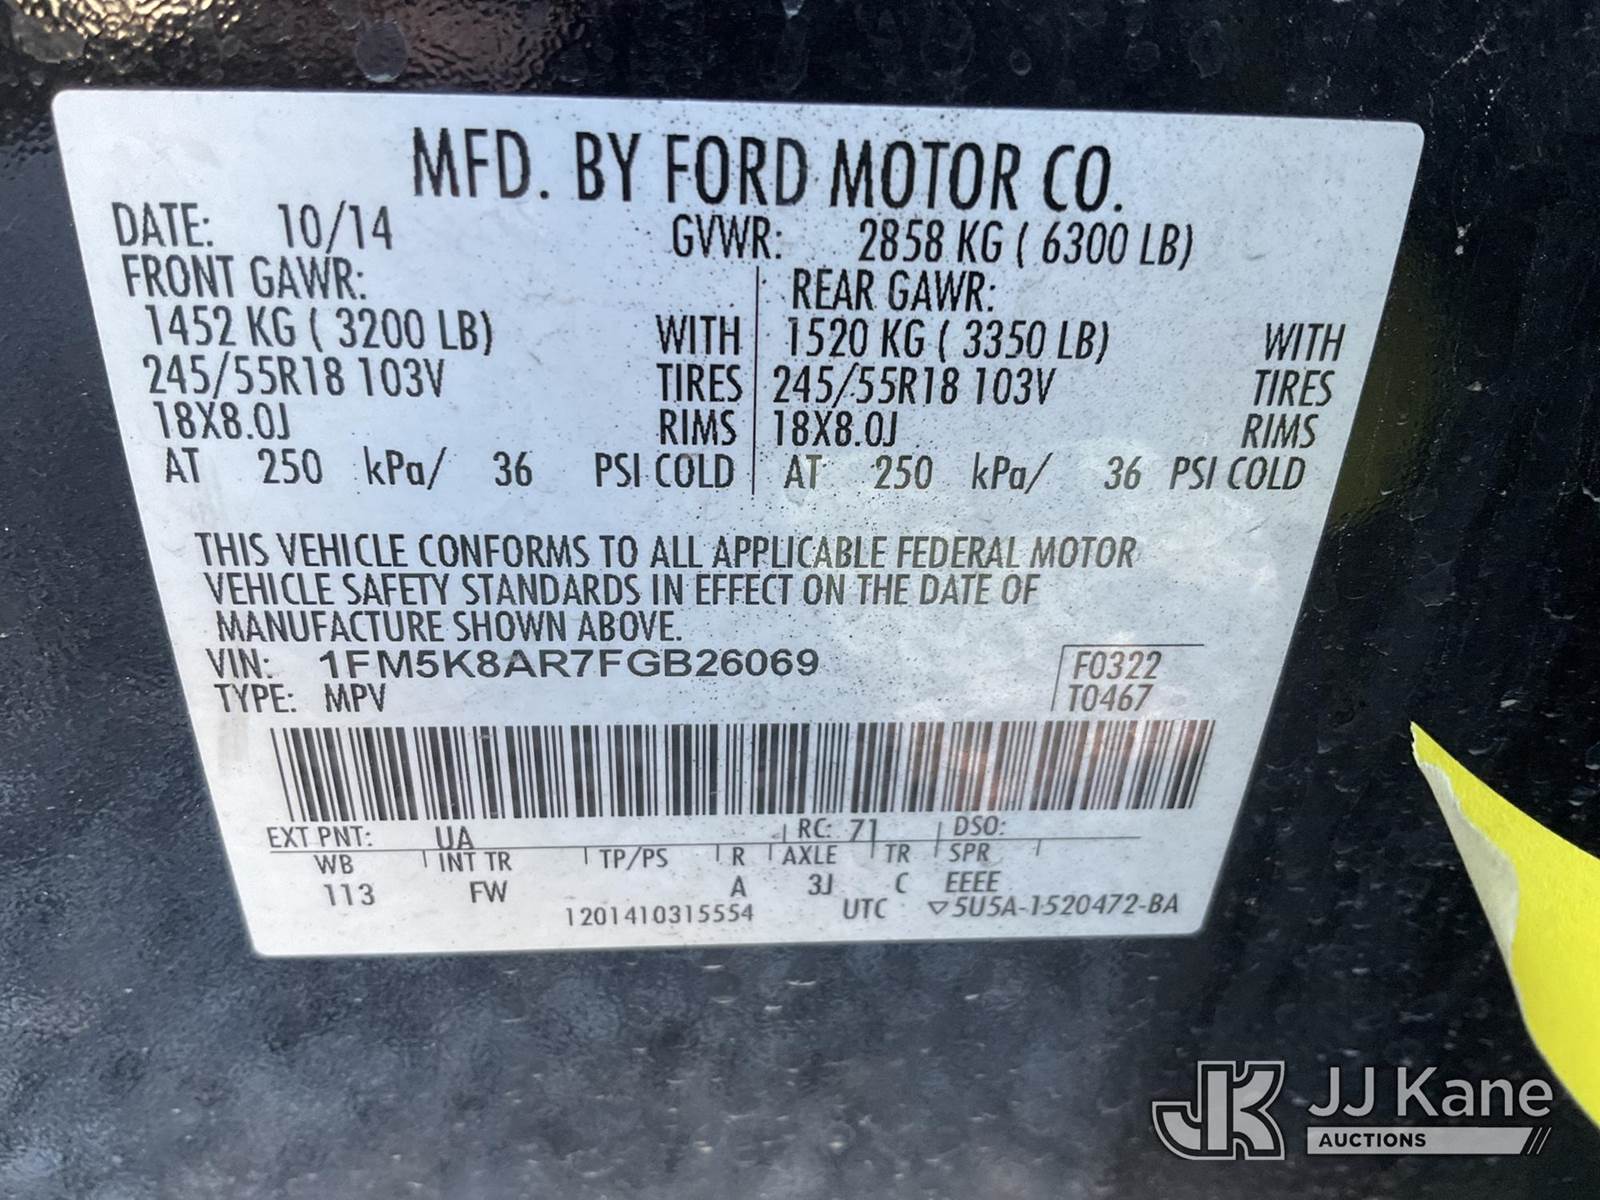 MFD. BY FORD MOTOR CO.
DATE: 10/14 GVWR: 2858 KG ( 6300 LB)
FRONT GAWR: REAR GAWR:
1452 KG ( 3200 LB) WITH 1520 KG ( 3350 LB) WITH
245/55R18 103V TIRES 245/55R18 103V TIRES
18X8.0J RIMS 18X8.0J RIMS
AT 250 kPa/ 36 PSI COLD AT 250 kPa/ 36 PSI COLD
THIS VEHICLE CONFORMS TO ALL APPLICABLE FEDERAL MOTOR
VEHICLE SAFETY STANDARDS IN EFFECT ON THE DATE OF
MANUFACTURE SHOWN ABOVE.
VIN: 1FM5K8AR7FGB26069 F0322
TYPE: MPV T0467
EXT PNT: UA RC: 71 DSO:
WB INT TR TP/PS R AXLE TR SPR
113 FW A 3J C EEEE
1201410315554 UTC ▽5U5A-1520472-BA
JK JJ Kane
AUCTIONS